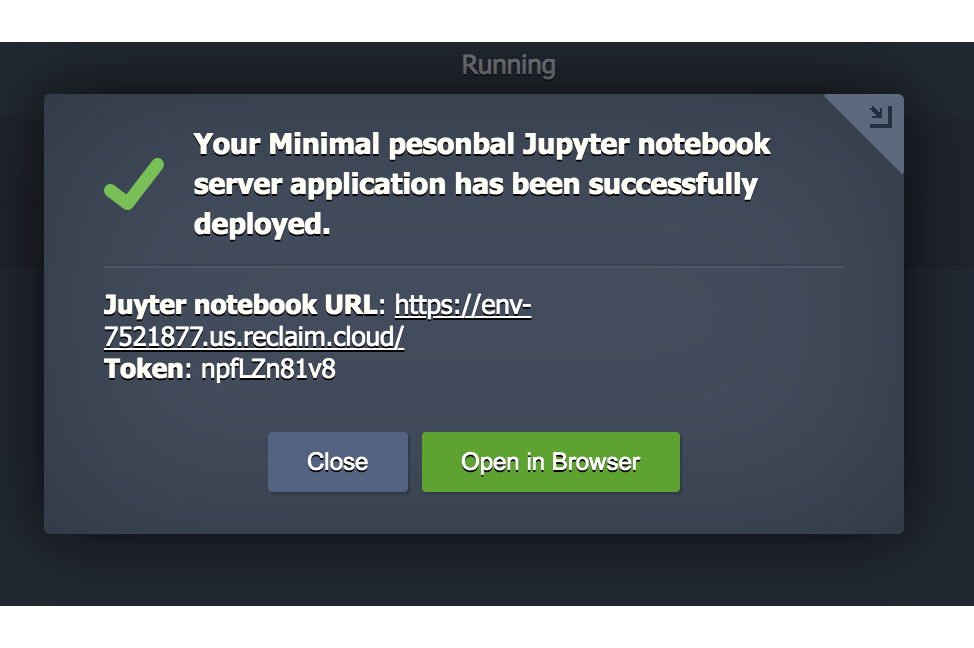 Running
Your Minimal pesonbal Jupyter notebook
server application has been successfully
deployed.
Juyter notebook URL: https://env-
7521877.us.reclaim.cloud/
Token: npfLZn81v8
Close
Open in Browser